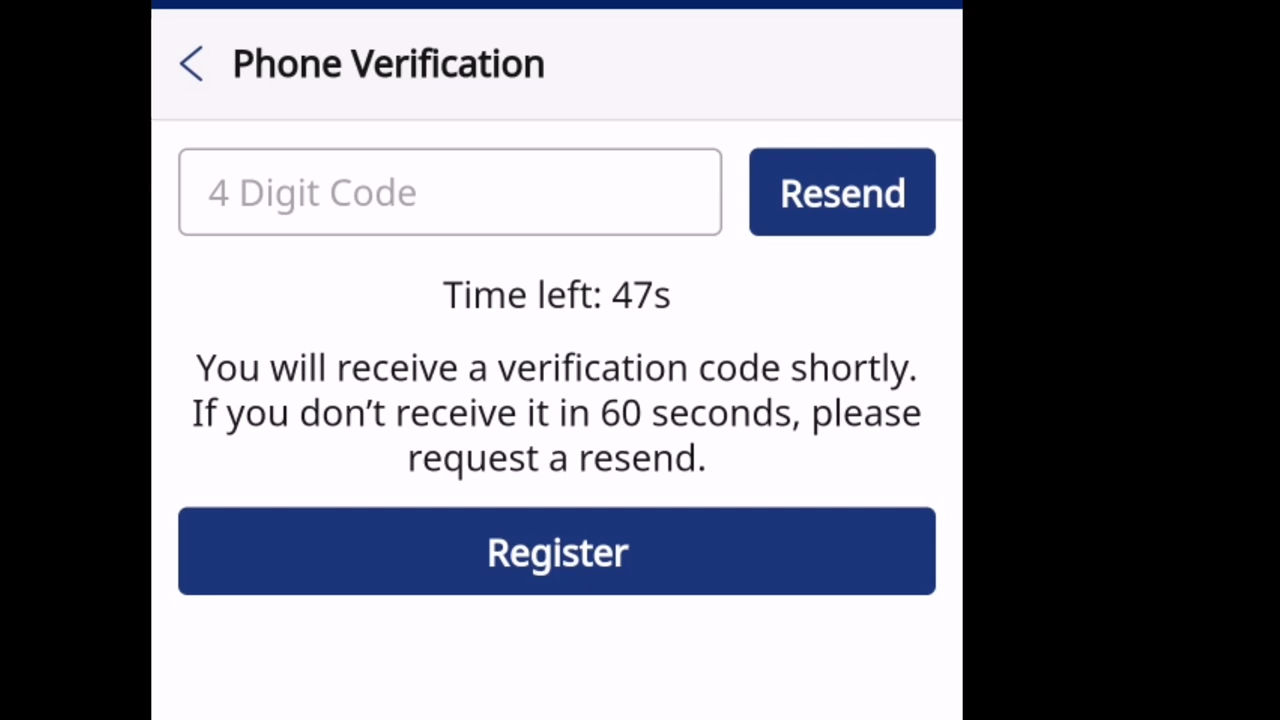 Phone Verification
4 Digit Code
Resend
Time left: 47s
You will receive a verification code shortly.
If you don’t receive it in 60 seconds, please
request a resend.
Register